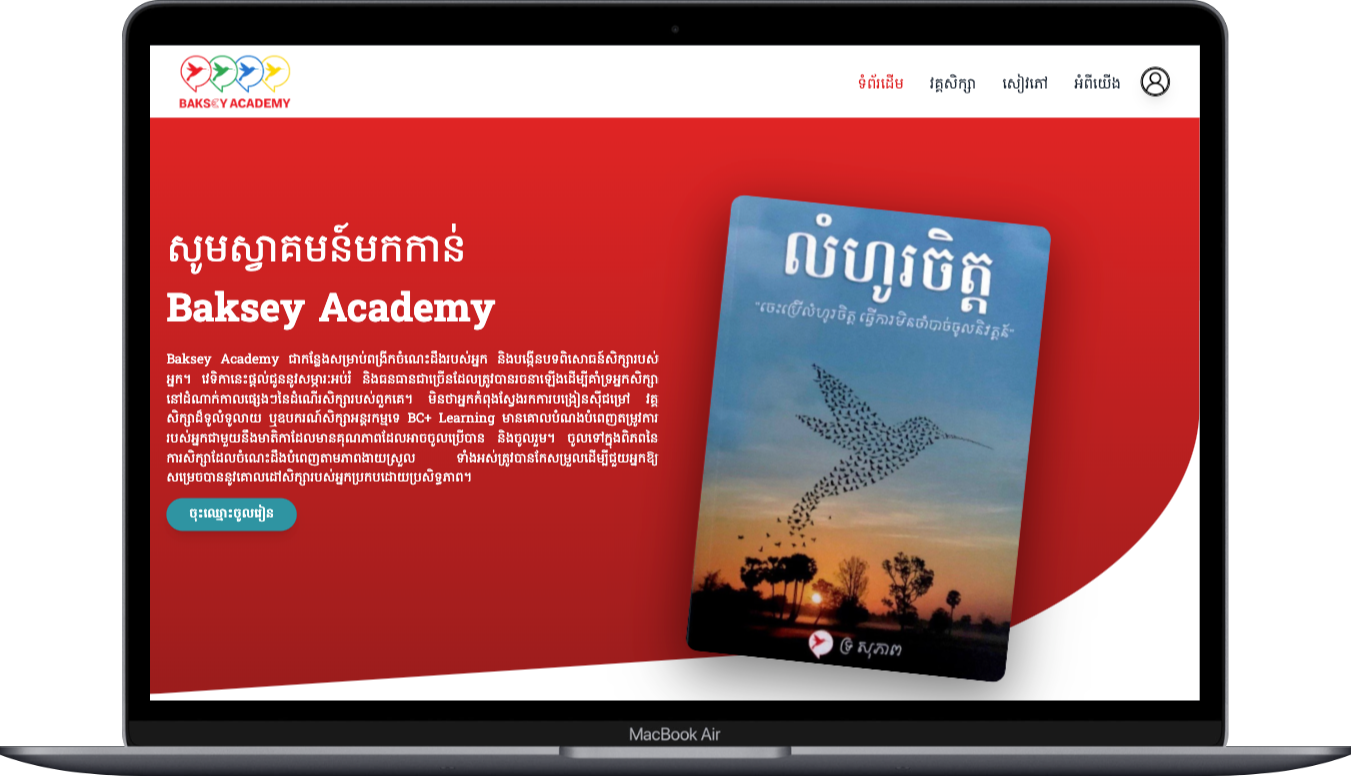 BAKSEY ACADEMY
ទំព័រដើម
វគ្គសិក្សា
សៀវភៅ
អំពីយើង
សូមស្វាគមន៍មកកាន់
Baksey Academy
Baksey Academy ជាកន្លែងសម្រាប់ពង្រីកចំណេះដឹងរបស់អ្នក និងបង្កើនបទពិសោធន៍សិក្សារបស់
អ្នក។ វេទិកានេះផ្តល់ជូននូវសម្ភារៈអប់រំ និងធនធានជាច្រើនដែលត្រូវបានរចនាឡើងដើម្បីគាំទ្រអ្នកសិក្សា
នៅដំណាក់កាលផ្សេងៗនៃដំណើរសិក្សារបស់ពួកគេ។ មិនថាអ្នកកំពុងស្វែងរកការបង្រៀនស៊ីជម្រៅ វគ្គ
សិក្សាដ៏ទូលំទូលាយ ឬឧបករណ៍សិក្សាអន្តរកម្មទេ BC+ Learning មានគោលបំណងបំពេញតម្រូវការ
របស់អ្នកជាមួយនឹងមាតិកាដែលមានគុណភាពដែលអាចចូលប្រើបាន និងចូលរួម។ ចូលទៅក្នុងពិភពនៃ
ការសិក្សាដែលចំណេះដឹងបំពេញតាមភាពងាយស្រួល ទាំងអស់ត្រូវបានកែសម្រួលដើម្បីជួយអ្នកឱ្យ
សម្រេចបាននូវគោលដៅសិក្សារបស់អ្នកប្រកបដោយប្រសិទ្ធភាព។
ចុះឈ្មោះចូលរៀន
លំហូរចិត្ត
"ចេះប្រើលំហូរចិត្ត ធ្វើការមិនចាំបាច់ចូលនិវត្តន៍"
ទ្រី សុភាព
MacBook Air